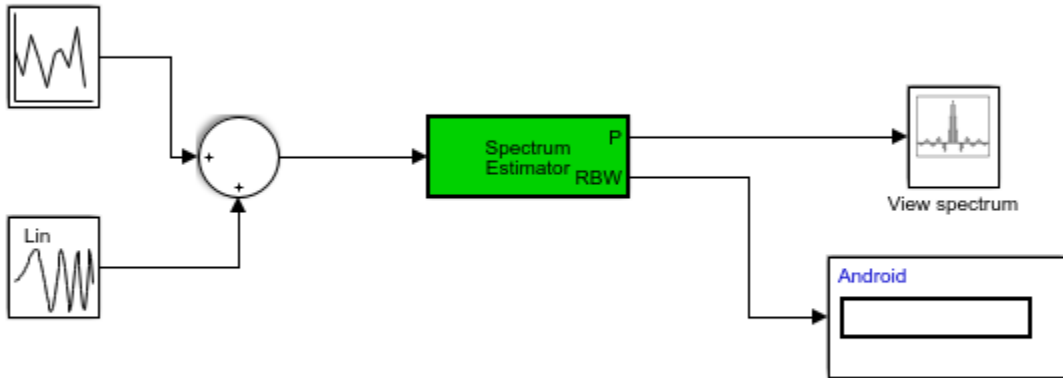 +
+
Lin
Spectrum
Estimator
P
RBW
View spectrum
Android